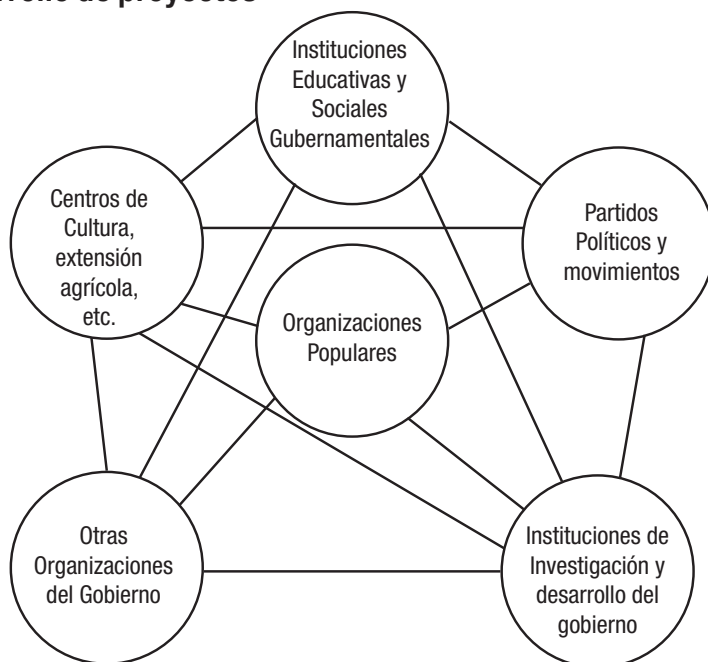 de proyectos
Instituciones
Educativas y
Sociales
Gubernamentales
Centros de
Cultura,
extensión
agrícola,
etc.
Partidos
Políticos y
movimientos
Organizaciones
Populares
Otras
Organizaciones
del Gobierno
Instituciones de
Investigación y
desarrollo del
gobierno